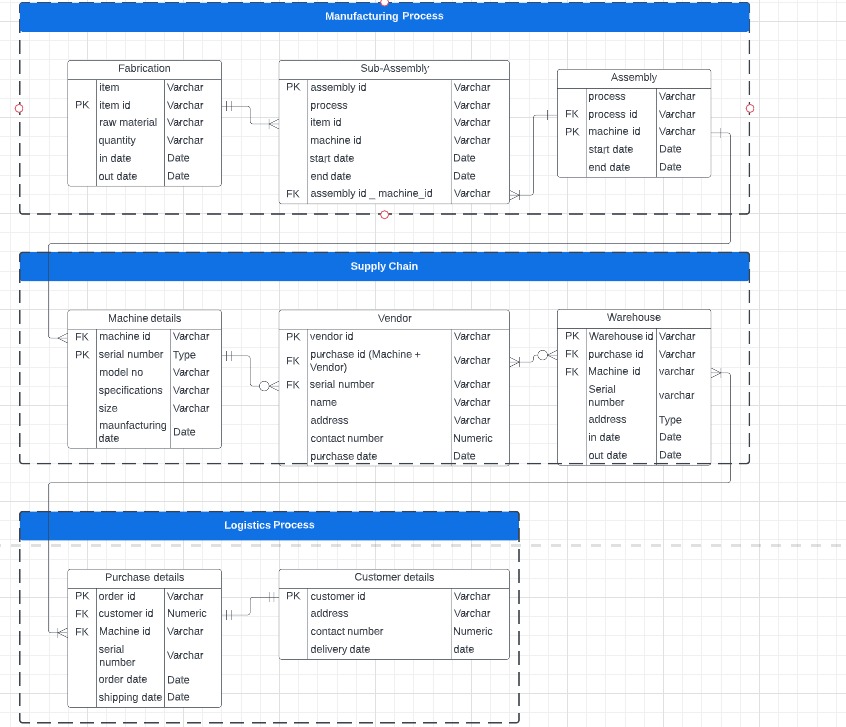 Manufacturing Process
Fabrication
item Varchar
PK item id Varchar
raw material Varchar
quantity Varchar
in date Date
out date Date
Sub-Assembly
PK assembly id Varchar
process Varchar
item id Varchar
machine id Varchar
start date Date
end date Date
FK assembly id _ machine_id Varchar
Assembly
process Varchar
FK process id Varchar
PK machine id Varchar
start date Date
end date Date
Supply Chain
Machine details
FK machine id Varchar
PK serial number Type
model no Varchar
specifications Varchar
size Varchar
maunfacturing
date Date
Vendor
PK vendor id Varchar
FK purchase id (Machine +
Vendor) Varchar
FK serial number Varchar
name Varchar
address Varchar
contact number Numeric
purchase date Date
Warehouse
PK Warehouse id Varchar
FK purchase id Varchar
FK Machine id varchar
Serial
number varchar
address Type
in date Date
out date Date
Logistics Process
Purchase details
PK order id Varchar
FK customer id Numeric
FK Machine id Varchar
serial
number Varchar
order date Date
shipping date Date
Customer details
PK customer id Varchar
address Varchar
contact number Numeric
delivery date date